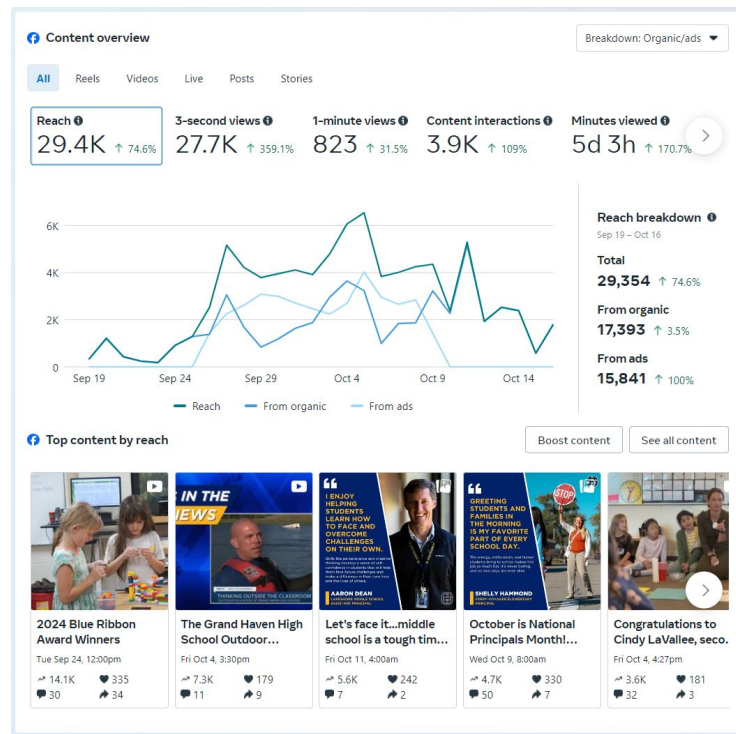 Content overview
Breakdown: Organic/ads
All Reels Videos Live Posts Stories
Reach 3-second views 1-minute views Content interactions Minutes viewed
29.4K ↑ 74.6% 27.7K ↑ 359.1% 823 ↑ 31.5% 3.9K ↑ 109% 5d 3h ↑ 170.7%
6K
4K
2K
0
Sep 19 Sep 24 Sep 29 Oct 4 Oct 9 Oct 14
Reach From organic From ads
Reach breakdown
Sep 19 – Oct 16
Total
29,354 ↑ 74.6%
From organic
17,393 ↑ 3.5%
From ads
15,841 ↑ 100%
Top content by reach
Boost content
See all content
IN THE
THINKING OUTSIDE THE CLASSROOM
I ENJOY
HELPING
STUDENTS
LEARN HOW
TO FACE AND
OVERCOME
CHALLENGES
ON THEIR OWN.
AARON DEAN
GREETING
STUDENTS AND
FAMILIES IN
THE MORNING
IS MY FAVORITE
PART OF EVERY
SCHOOL DAY.
STOP
SHELLY HAMMOND
2024 Blue Ribbon
Award Winners
Tue Sep 24, 12:00pm
14.1K 335
30 34
The Grand Haven High
School Outdoor...
Fri Oct 4, 3:30pm
7.3K 179
11 9
Let's face it...middle
school is a tough tim...
Fri Oct 11, 4:00am
5.6K 242
7 2
October is National
Principals Month!...
Wed Oct 9, 8:00am
4.7K 330
50 7
Congratulations to
Cindy LaVallee, seco...
Fri Oct 4, 4:27pm
3.6K 181
32 3